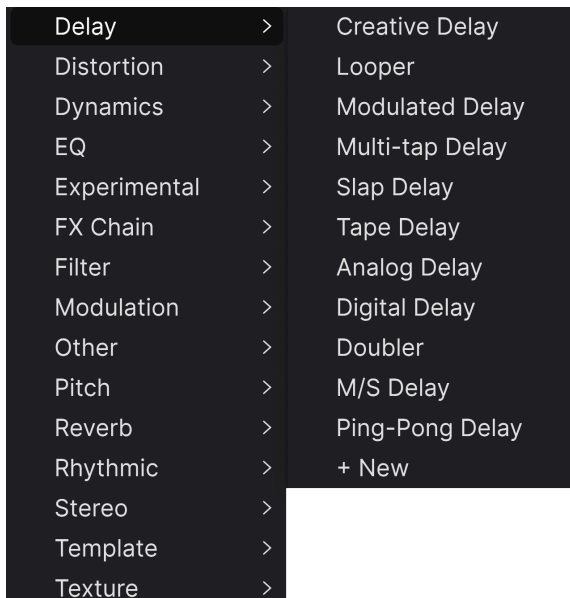 Delay
Distortion
Dynamics
EQ
Experimental
FX Chain
Filter
Modulation
Other
Pitch
Reverb
Rhythmic
Stereo
Template
Texture
Creative Delay
Looper
Modulated Delay
Multi-tap Delay
Slap Delay
Tape Delay
Analog Delay
Digital Delay
Doubler
M/S Delay
Ping-Pong Delay
+ New